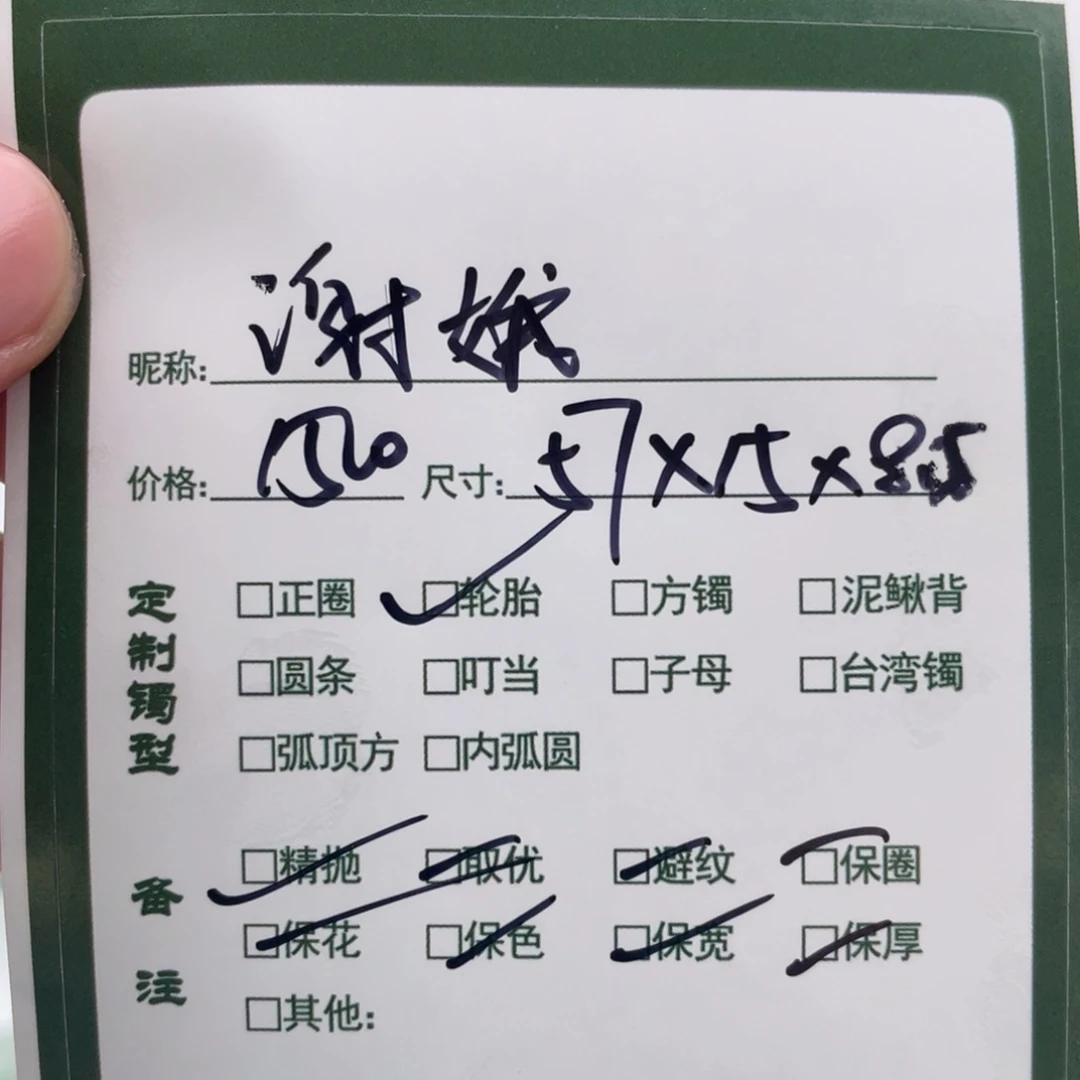 昵称: 谢娥
价格: 1520 尺寸: 57×15×8.5
定制镯型
□正圈 □轮胎 □方镯 □泥鳅背
□圆条 □叮当 □子母 □台湾镯
□弧顶方 □内弧圆
备注
□精抛 □取优 □避纹 □保圈
□保花 □保色 □保宽 □保厚
□其他: